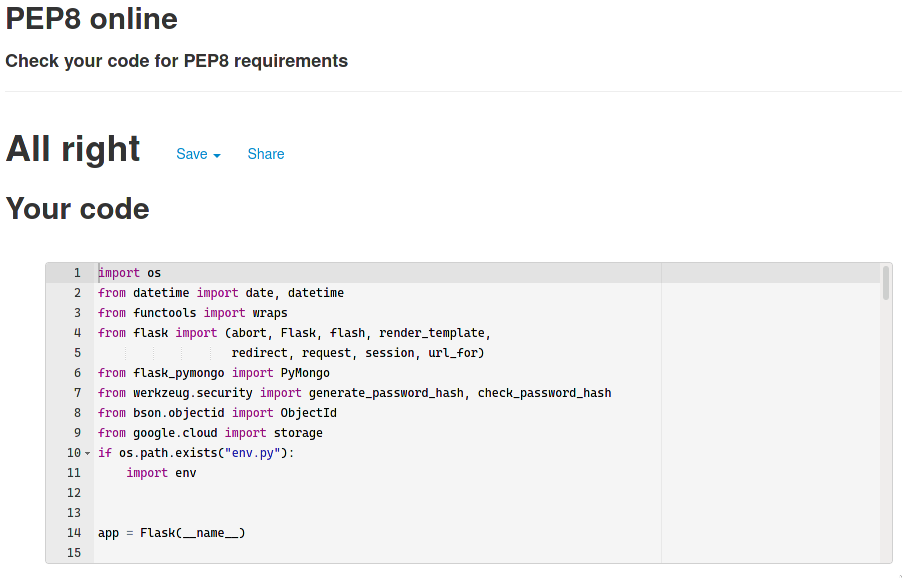 PEP8 online
Check your code for PEP8 requirements
All right Save Share
Your code
1 import os
2 from datetime import date, datetime
3 from functools import wraps
4 from flask import (abort, Flask, flash, render_template,
5                    redirect, request, session, url_for)
6 from flask_pymongo import PyMongo
7 from werkzeug.security import generate_password_hash, check_password_hash
8 from bson.objectid import ObjectId
9 from google.cloud import storage
10 if os.path.exists("env.py"):
11     import env
12
13
14 app = Flask(__name__)
15